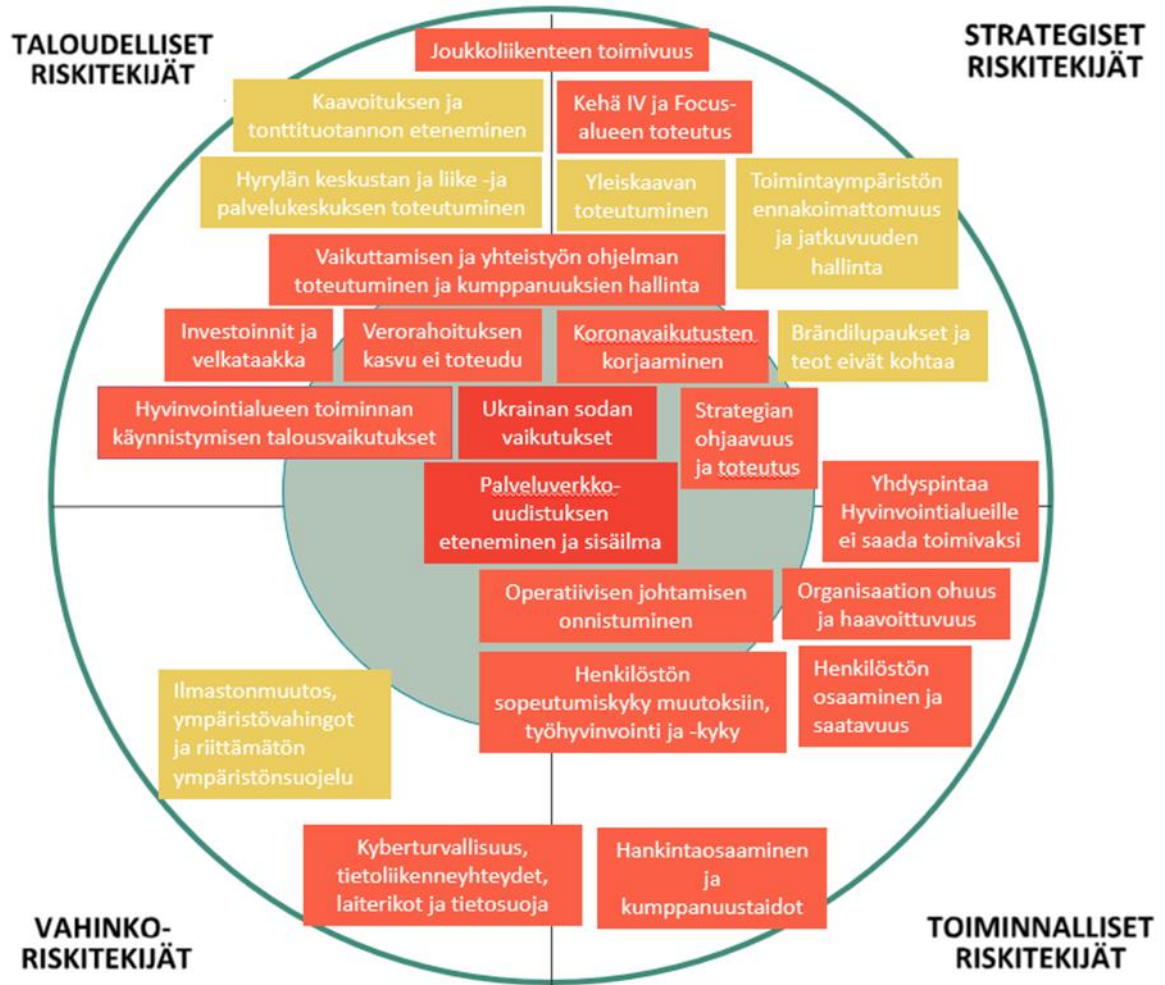 TALOUDELLISET
RISKITEKIJÄT
STRATEGISET
RISKITEKIJÄT
Joukkoliikenteen toimivuus
Kaavoituksen ja
tonttituotannon eteneminen
Kehä IV ja Focus-
alueen toteutus
Hyrylän keskustan ja liike -ja
palvelukeskuksen toteutuminen
Yleiskaavan
toteutuminen
Toimintaympäristön
ennakoimattomuus
ja jatkuvuuden
hallinta
Vaikuttamisen ja yhteistyön ohjelman
toteutuminen ja kumppanuuksien hallinta
Investoinnit ja
velkataakka
Verorahoituksen
kasvu ei toteudu
Koronavaikutusten
korjaaminen
Brändilupaukset ja
teot eivät kohtaa
Hyvinvointialueen toiminnan
käynnistymisen talousvaikutukset
Ukrainan sodan
vaikutukset
Strategian
ohjaavuus
ja toteutus
Palveluverkko-
uudistuksen
eteneminen ja sisäilma
Yhdyspintaa
Hyvinvointialueille
ei saada toimivaksi
Operatiivisen johtamisen
onnistuminen
Organisaation ohuus
ja haavoittuvuus
Henkilöstön
sopeutumiskyky muutoksiin,
työhyvinvointi ja -kyky
Henkilöstön
osaaminen ja
saatavuus
Ilmastonmuutos,
ympäristövahingot
ja riittämätön
ympäristönsuojelu
Kyberturvallisuus,
tietoliikenneyhteydet,
laiterikot ja tietosuoja
Hankintaosaaminen
ja
kumppanuustaidot
VAHINKO-
RISKITEKIJÄT
TOIMINNALLISET
RISKITEKIJÄT